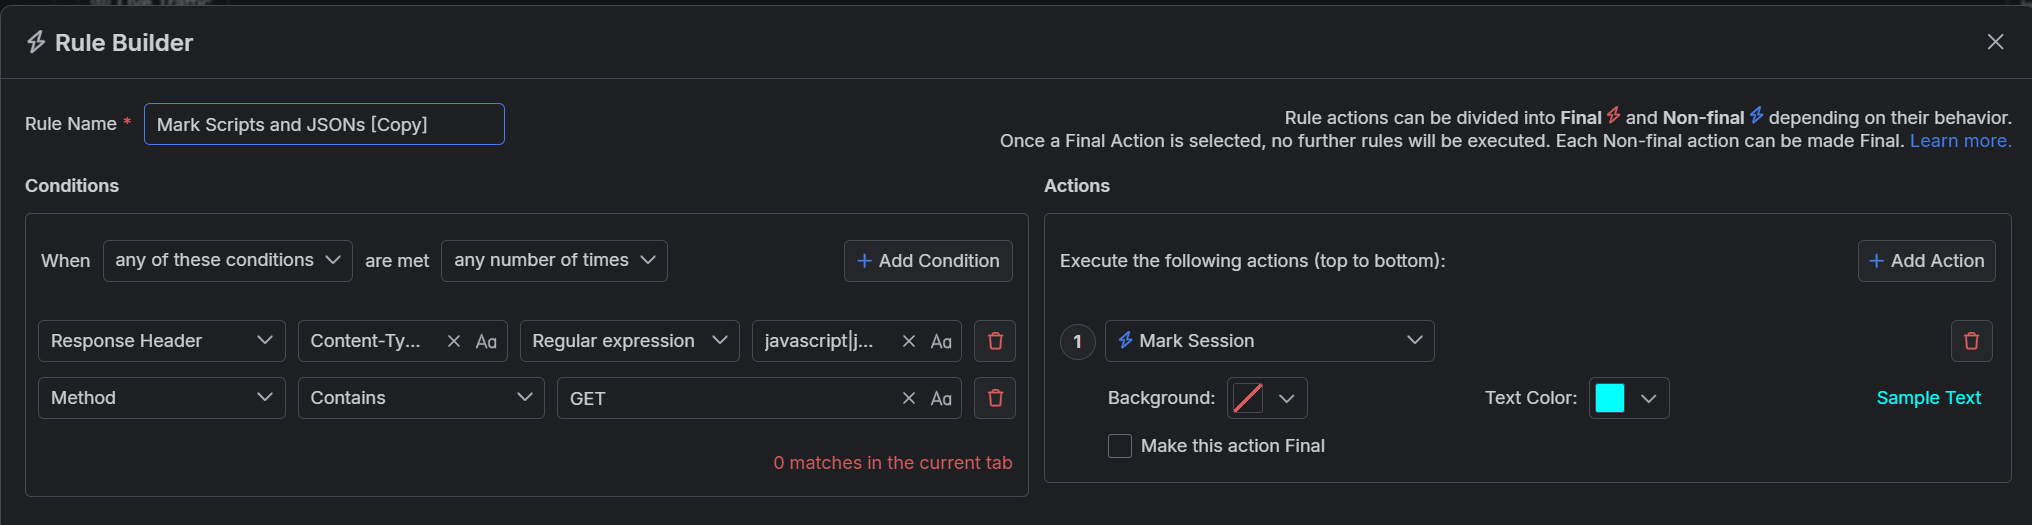 Live Traffic
Rule Builder
Rule Name * Mark Scripts and JSONs [Copy]
Rule actions can be divided into Final and Non-final depending on their behavior.
Once a Final Action is selected, no further rules will be executed. Each Non-final action can be made Final. Learn more.
Conditions
When any of these conditions are met any number of times + Add Condition
Response Header Content-Ty... Aa Regular expression javascript|j... Aa
Method Contains GET Aa
0 matches in the current tab
Actions
Execute the following actions (top to bottom): + Add Action
1 Mark Session
Background: Text Color: Sample Text
Make this action Final